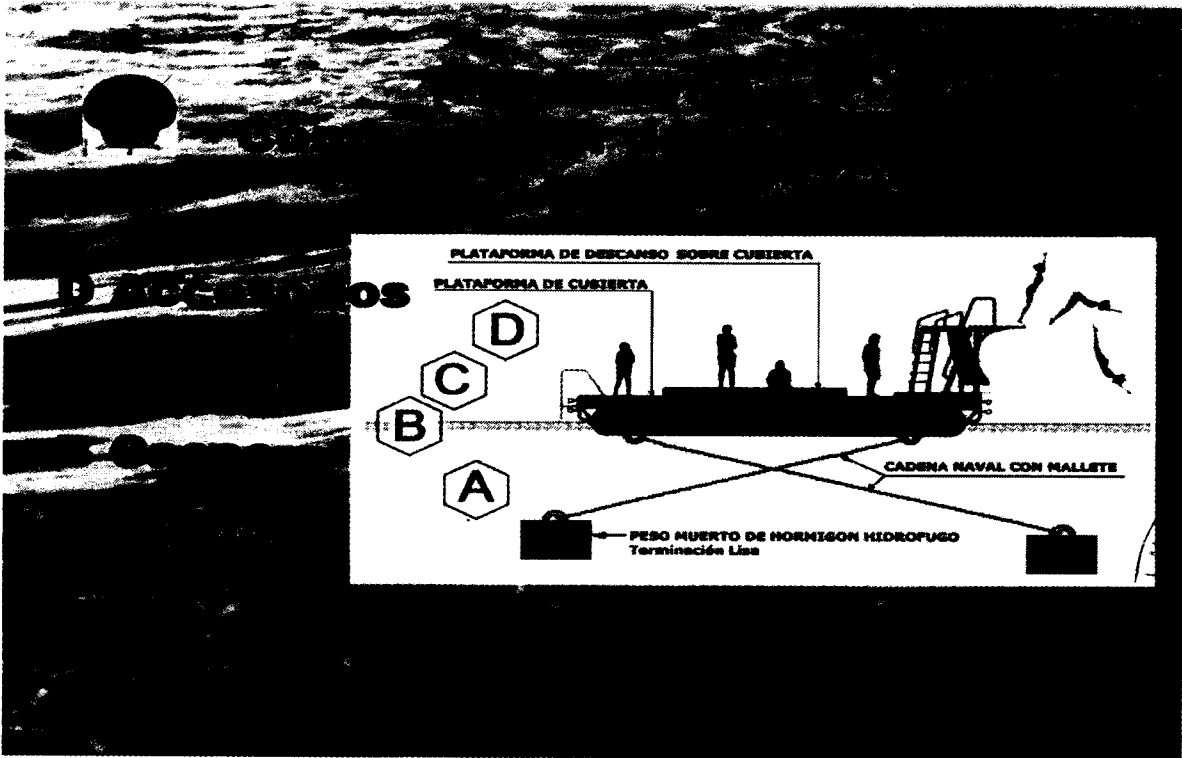 D Accesorios
PLATAFORMA DE DESCANSO SOBRE CUBIERTA
PLATAFORMA DE CUBIERTA
D
C
B
A
CADENA NAVAL CON MALLETE
PESO MUERTO DE HORMIGON HIDROFUGO
Terminación Lisa